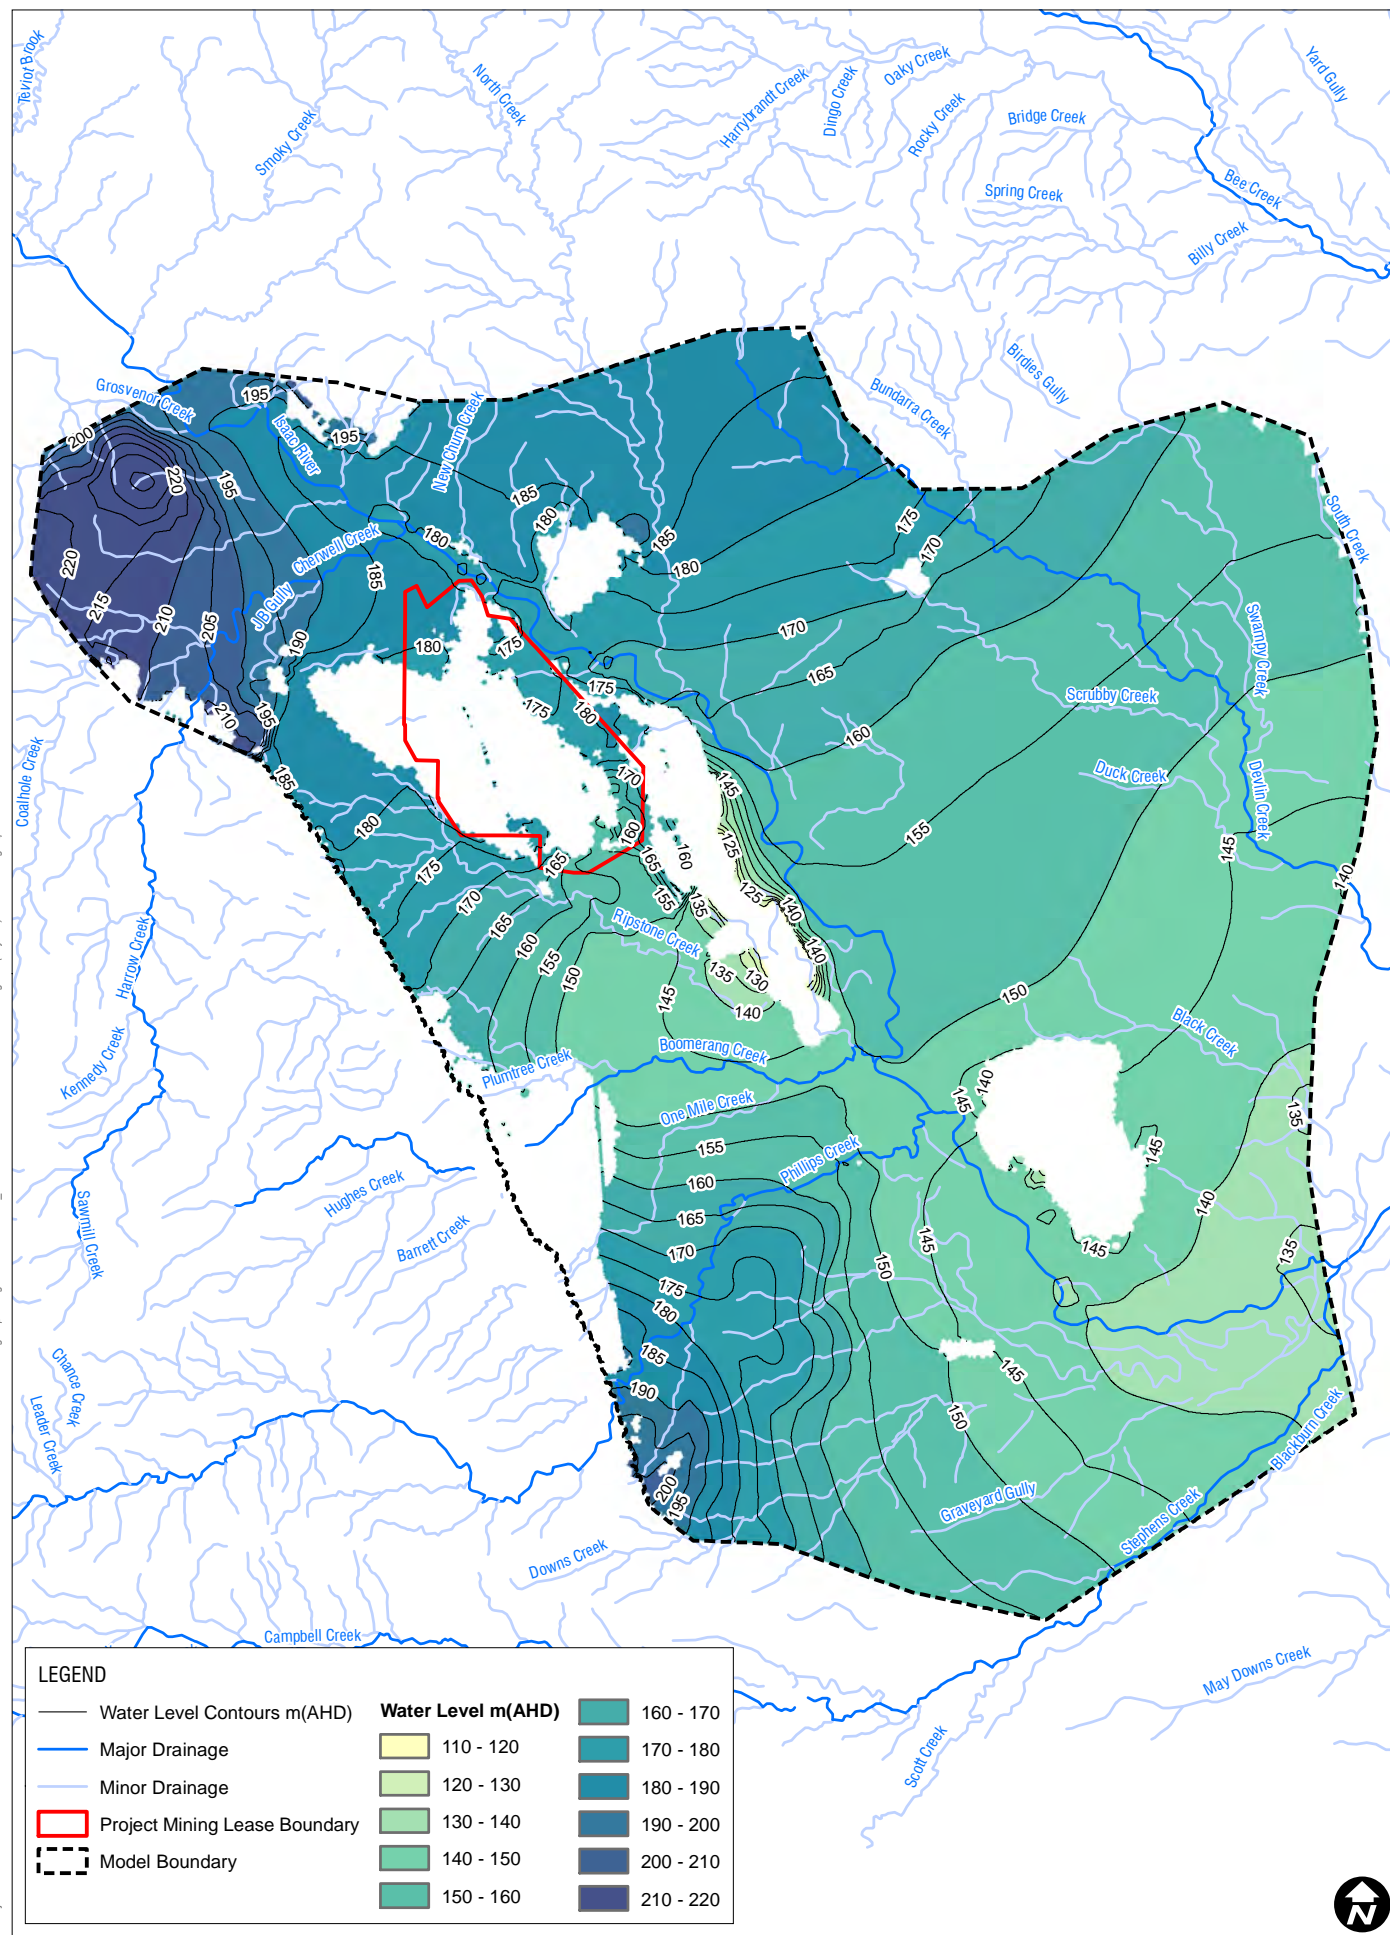 Teviot Brook
Smoky Creek
North Creek
Harrybrandt Creek
Dingo Creek
Oaky Creek
Rocky Creek
Bridge Creek
Yard Gully
Spring Creek
Bee Creek
Billy Creek
Birdies Gully
Bundarra Creek
Grosvenor Creek
195
Isaac River
195
New Chum Creek
200
220
195
185
180
185
180
175
170
South Creek
Cherwell Creek
180
185
220
215
210
205
JB Gully
190
180
175
170
165
Swampy Creek
Scrubby Creek
175
175
180
160
210
195
185
Coalhole Creek
170
145
Duck Creek
Devlin Creek
155
180
160
125
145
140
175
165
160
165
170
155
135
125
140
Ripstone Creek
165
160
155
150
140
135
130
145
140
150
Harrow Creek
Black Creek
Kennedy Creek
Plumtree Creek
Boomerang Creek
140
145
One Mile Creek
135
155
Phillips Creek
145
160
165
170
140
Hughes Creek
Barrett Creek
Sawmill Creek
145
150
145
135
175
180
185
190
145
150
Chance Creek
Leader Creek
200
195
Blackburn Creek
Graveyard Gully
Stephens Creek
Downs Creek
Campbell Creek
May Downs Creek
Scott Creek
LEGEND
Water Level Contours m(AHD)
Major Drainage
Minor Drainage
Project Mining Lease Boundary
Model Boundary
Water Level m(AHD)
110 - 120
120 - 130
130 - 140
140 - 150
150 - 160
160 - 170
170 - 180
180 - 190
190 - 200
200 - 210
210 - 220
N